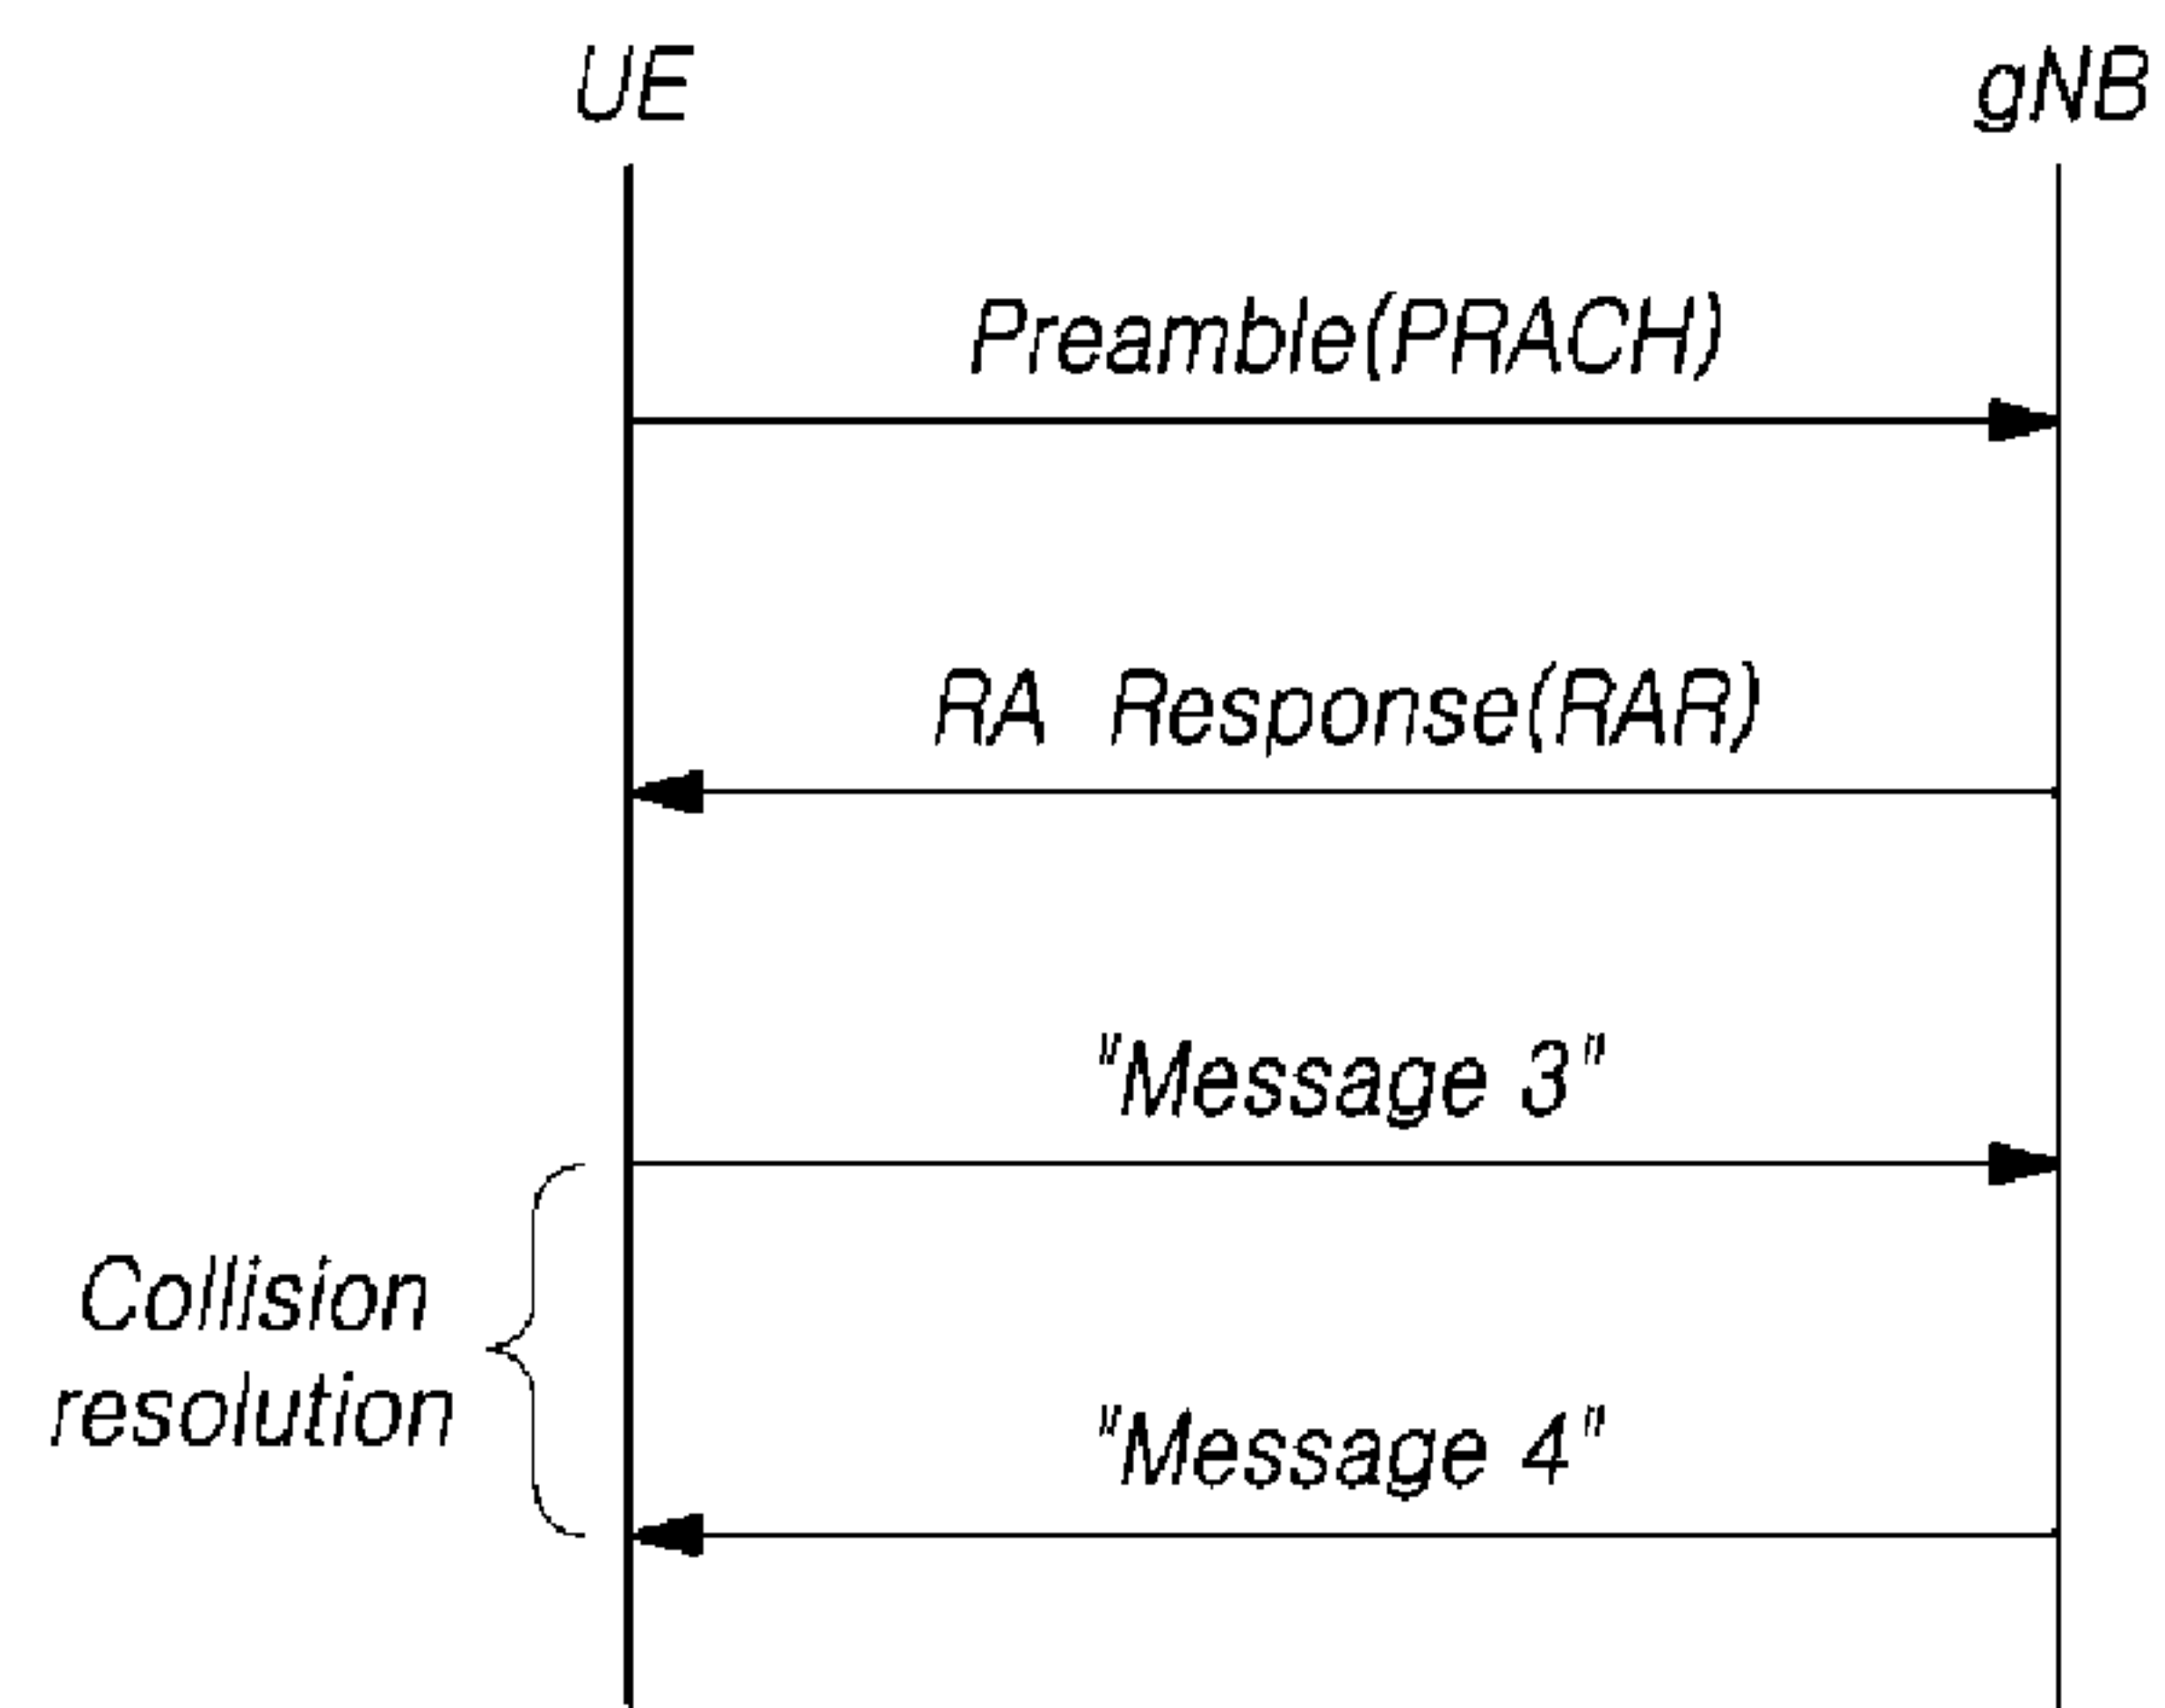 UE gNB
Preamble(PRACH)
RA Response(RAR)
"Message 3"
Collision
resolution
"Message 4"